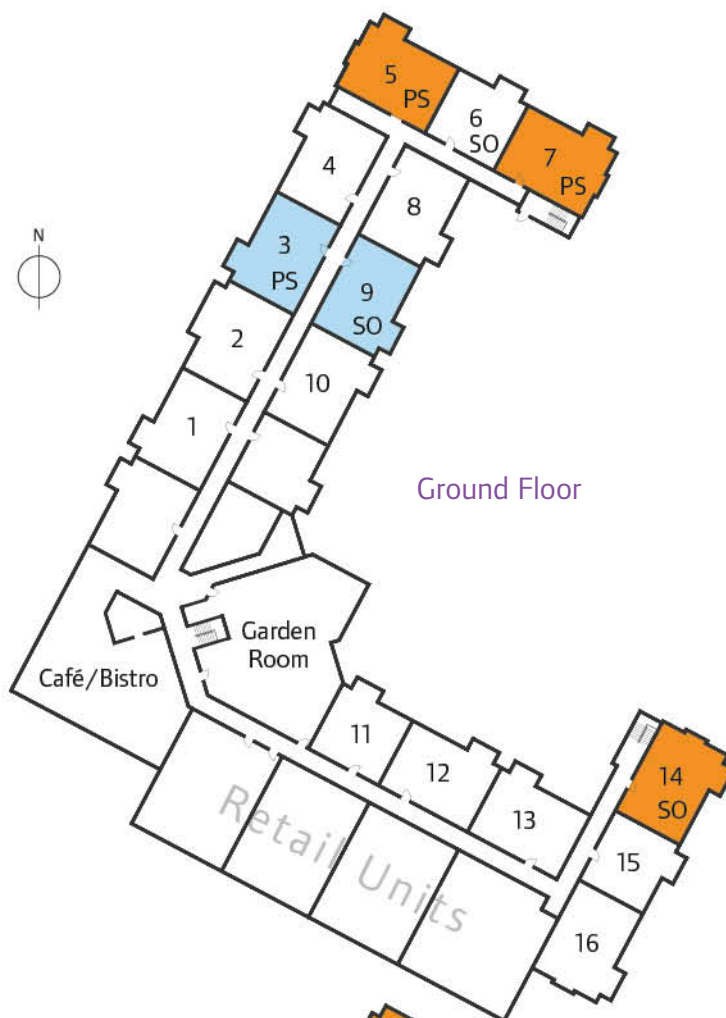 5
PS
6
SO
7
PS
4
8
3
PS
9
SO
N
2
10
1
Ground Floor
Garden
Room
Café/Bistro
11
12
13
14
SO
15
16
Retail Units